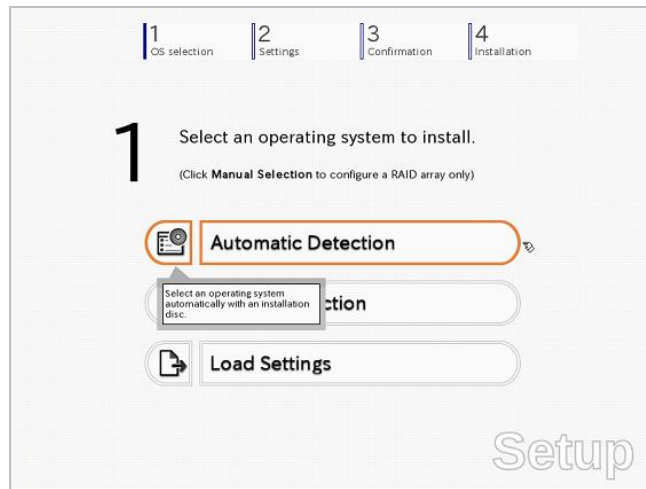 1
OS selection
2
Settings
3
Confirmation
4
Installation
1
Select an operating system to install.
(Click Manual Selection to configure a RAID array only)
Automatic Detection
Select an operating system
automatically with an installation
disc.
ction
Load Settings
Setup